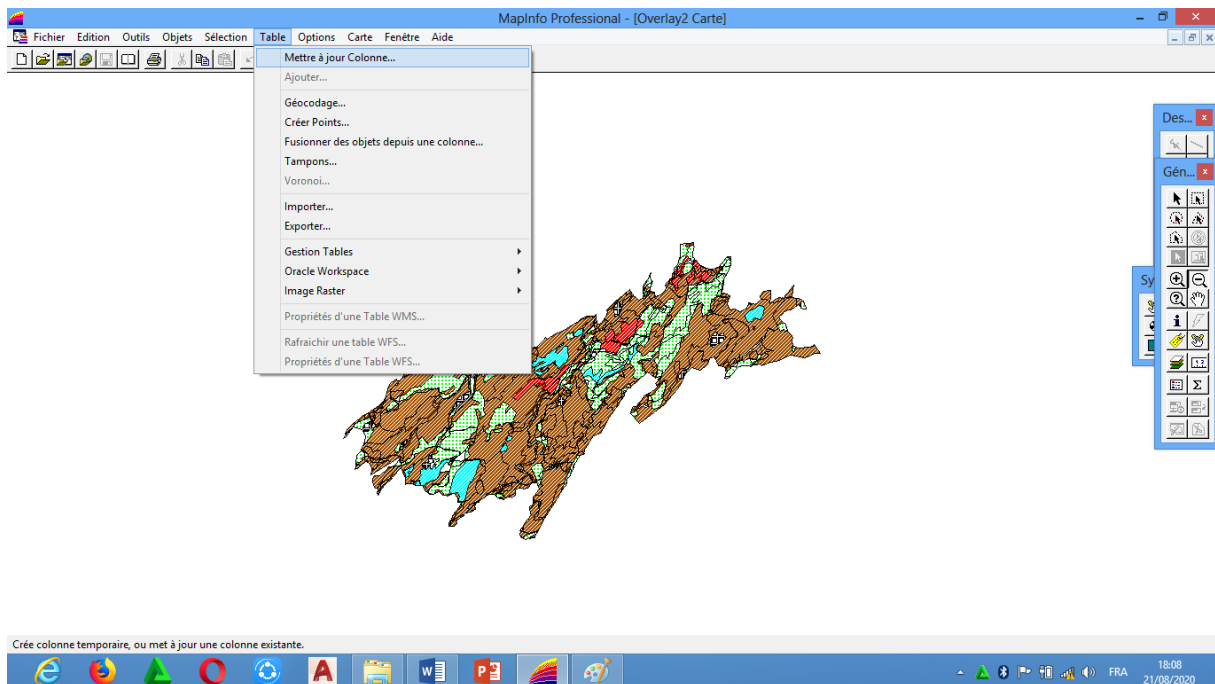 MapInfo Professional - [Overlay2 Carte]
Fichier Edition Outils Objets Sélection Table Options Carte Fenêtre Aide
Mettre à jour Colonne...
Ajouter...
Géocodage...
Créer Points...
Fusionner des objets depuis une colonne...
Tampons...
Voronoi...
Importer...
Exporter...
Gestion Tables
Oracle Workspace
Image Raster
Propriétés d'une Table WMS...
Rafraichir une table WFS...
Propriétés d'une Table WFS...
Des...
Gén...
Sy
Crée colonne temporaire, ou met à jour une colonne existante.
FRA
18:08
21/08/2020